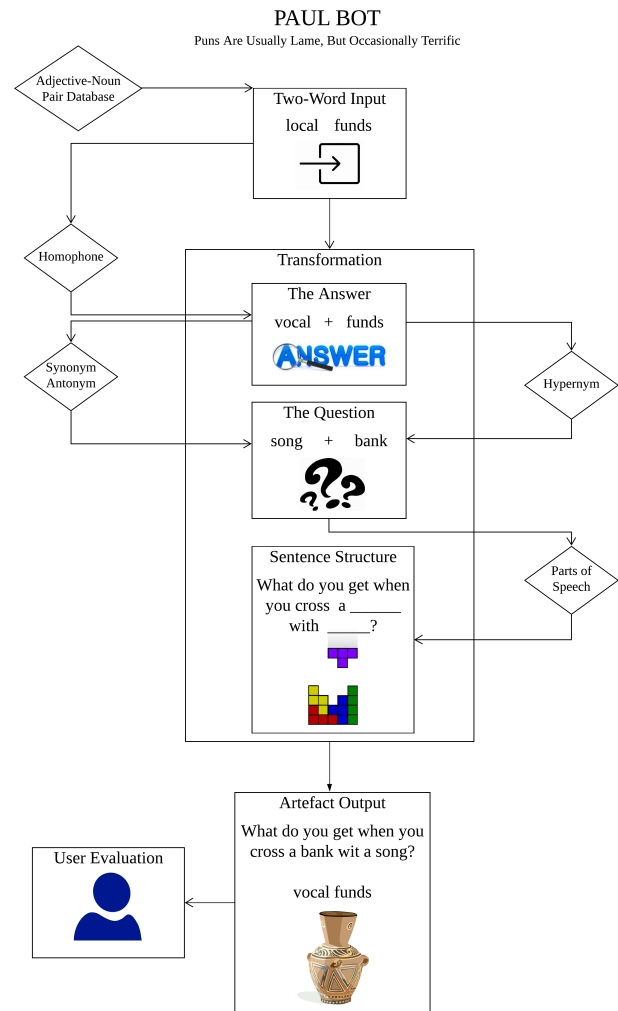 PAUL BOT
Puns Are Usually Lame, But Occasionally Terrific
Adjective-Noun
Pair Database
Two-Word Input
local funds
Homophone
Transformation
The Answer
vocal + funds
ANSWER
Synonym
Antonym
Hypernym
The Question
song + bank
???
Sentence Structure
What do you get when
you cross a ______
with _____?
Parts of
Speech
Artefact Output
What do you get when you
cross a bank wit a song?
vocal funds
User Evaluation